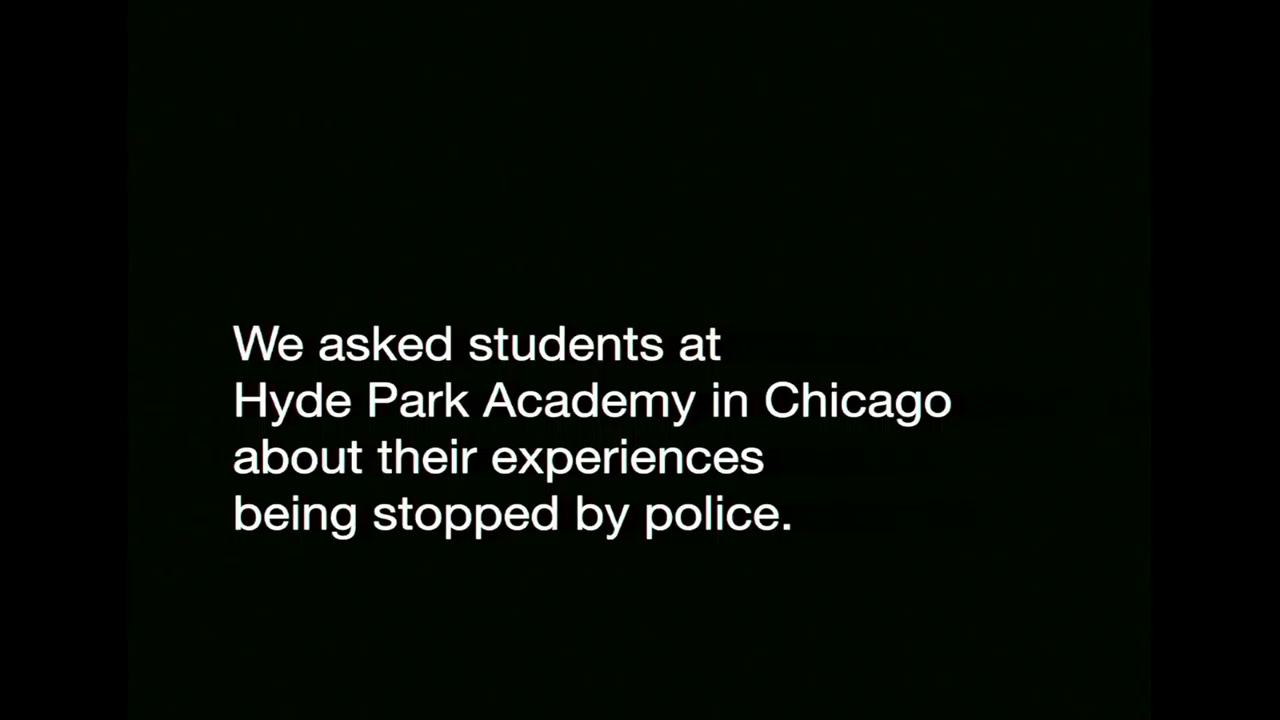 We asked students at
Hyde Park Academy in Chicago
about their experiences
being stopped by police.